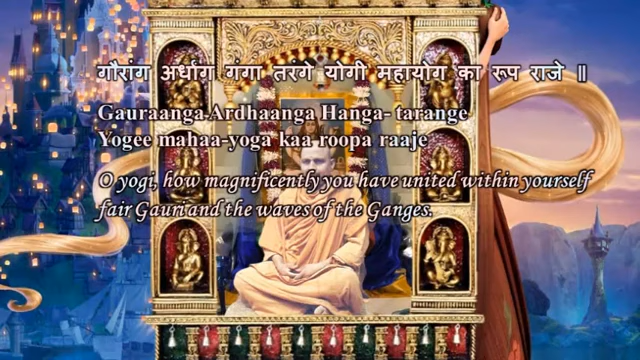 गौरांग अर्धांग गंगा तरंगे योगी महायोग का रूप राजे ॥
Gauraanga Ardhaanga Hanga- tarange
Yogee mahaa-yoga kaa roopa raaje
O yogi, how magnificently you have united within yourself
fair Gauri and the waves of the Ganges.